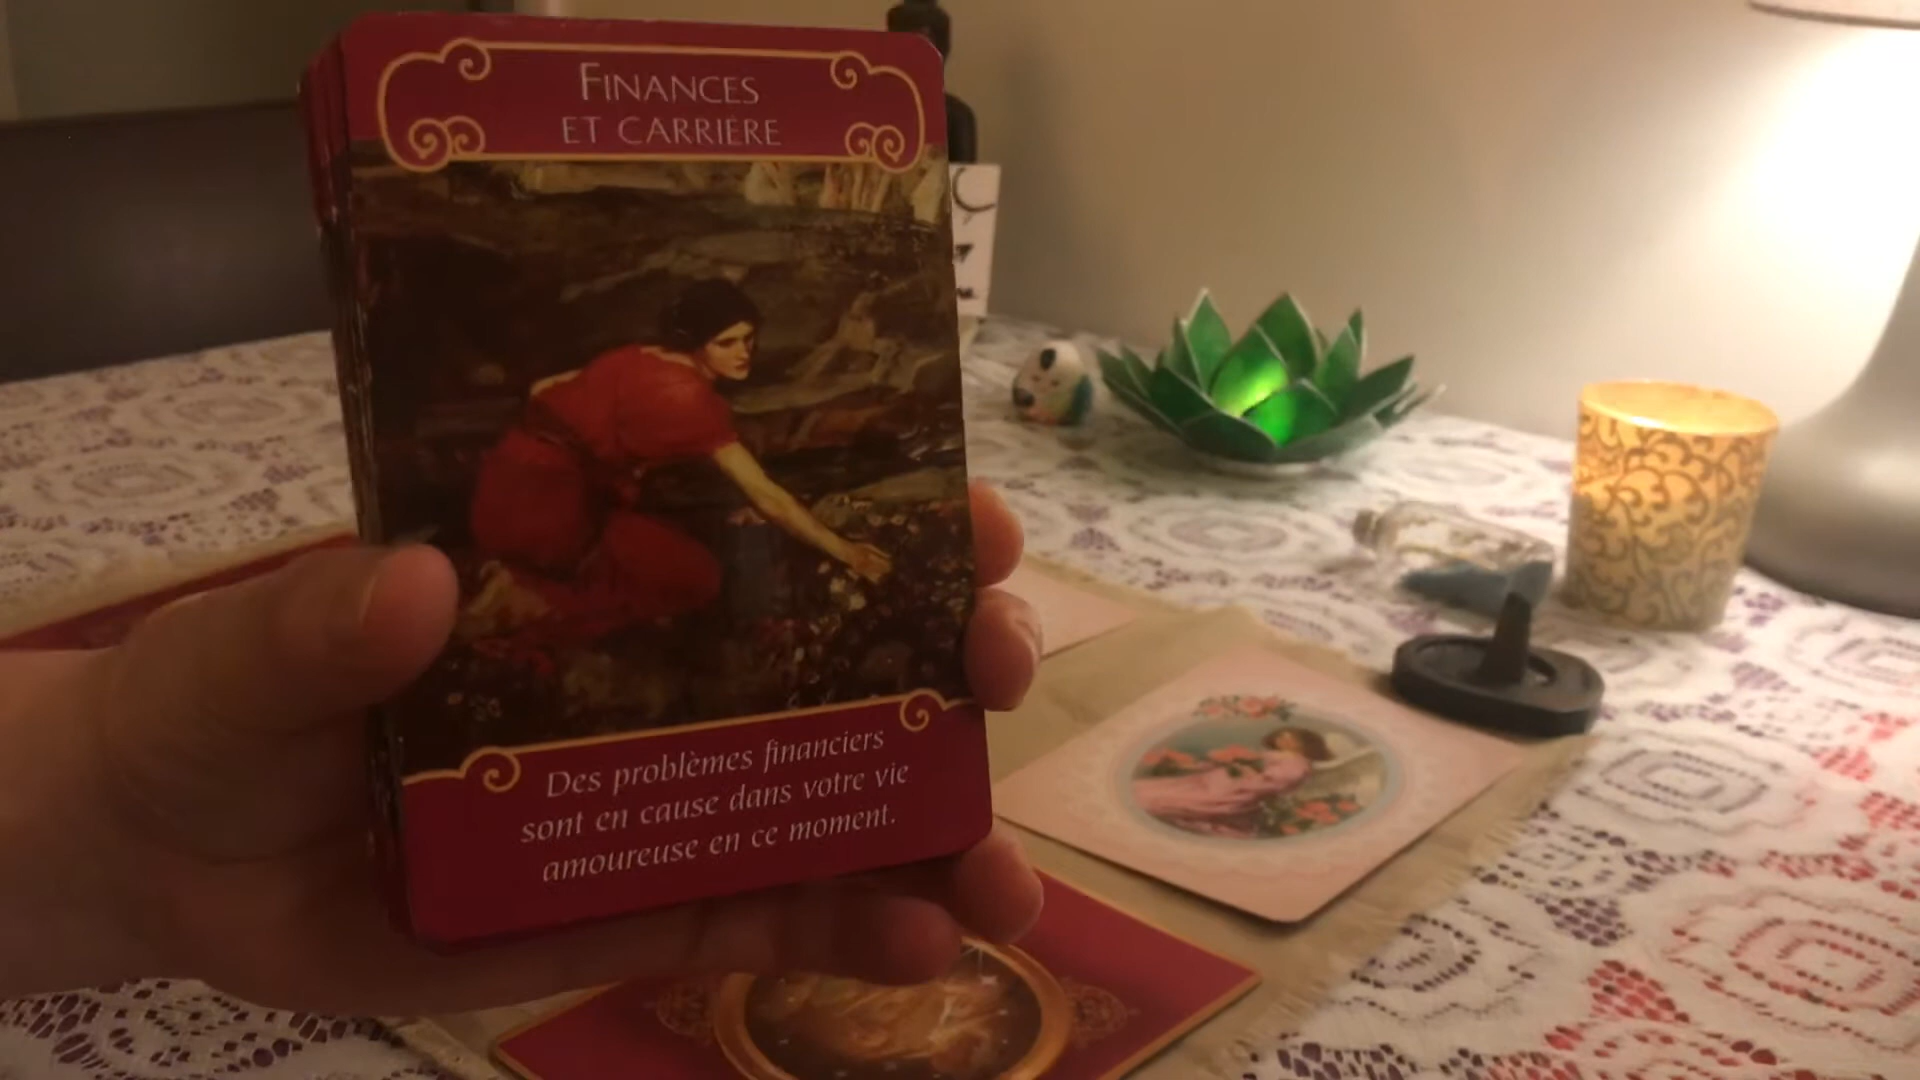 FINANCES
ET CARRIÈRE
Des problèmes financiers
sont en cause dans votre vie
amoureuse en ce moment.